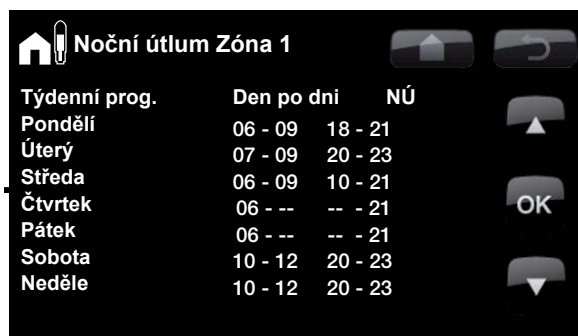 Noční útlum Zóna 1
Týdenní prog. Den po dni NÚ
Pondělí 06 - 09 18 - 21
Úterý 07 - 09 20 - 23
Středa 06 - 09 10 - 21
Čtvrtek 06 - -- -- - 21
Pátek 06 - -- -- - 21
Sobota 10 - 12 20 - 23
Neděle 10 - 12 20 - 23
OK